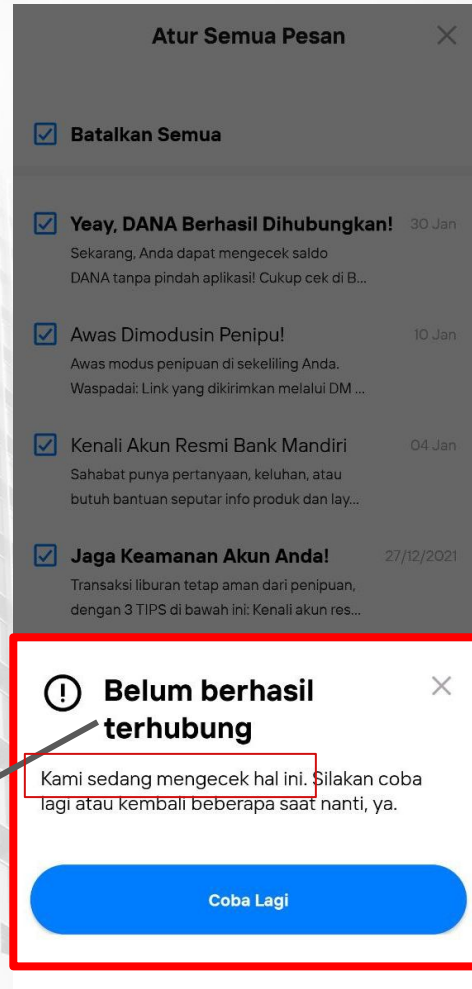 Atur Semua Pesan
Batalkan Semua
Yeay, DANA Berhasil Dihubungkan! 30 Jan
Sekarang, Anda dapat mengecek saldo
DANA tanpa pindah aplikasi! Cukup cek di B...
Awas Dimodusin Penipu! 10 Jan
Awas modus penipuan di sekeliling Anda.
Waspadai: Link yang dikirimkan melalui DM ...
Kenali Akun Resmi Bank Mandiri 04 Jan
Sahabat punya pertanyaan, keluhan, atau
butuh bantuan seputar info produk dan lay...
Jaga Keamanan Akun Anda! 27/12/2021
Transaksi liburan tetap aman dari penipuan,
dengan 3 TIPS di bawah ini: Kenali akun res...
Belum berhasil
terhubung
Kami sedang mengecek hal ini. Silakan coba
lagi atau kembali beberapa saat nanti, ya.
Coba Lagi